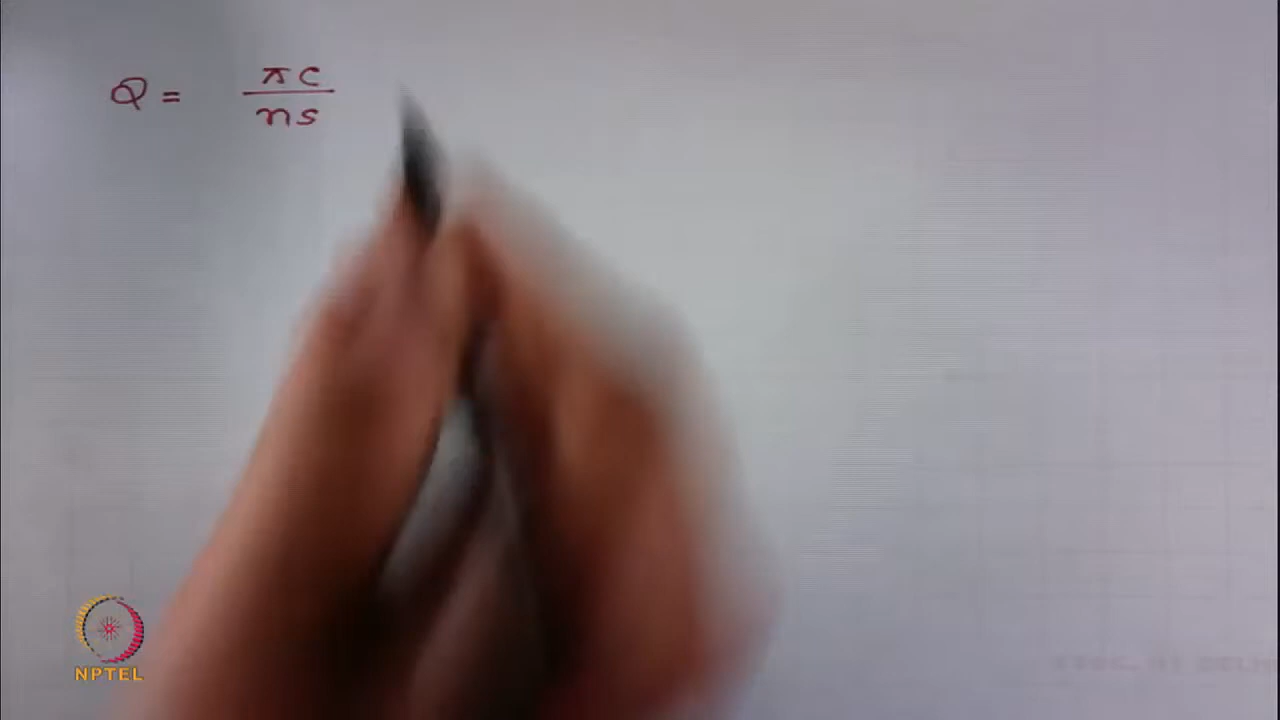 Q = πc / ns
NPTEL